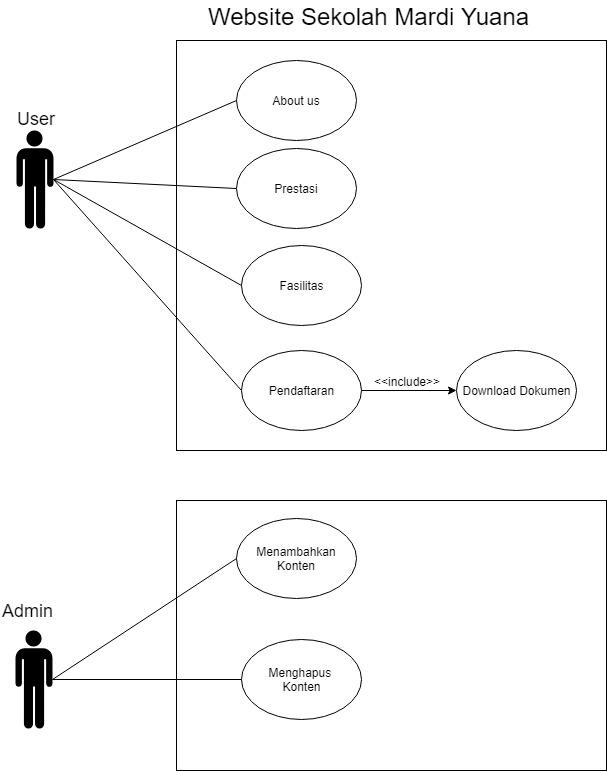 Website Sekolah Mardi Yuana
User
About us
Prestasi
Fasilitas
Pendaftaran
<<include>>
Download Dokumen
Admin
Menambahkan
Konten
Menghapus
Konten